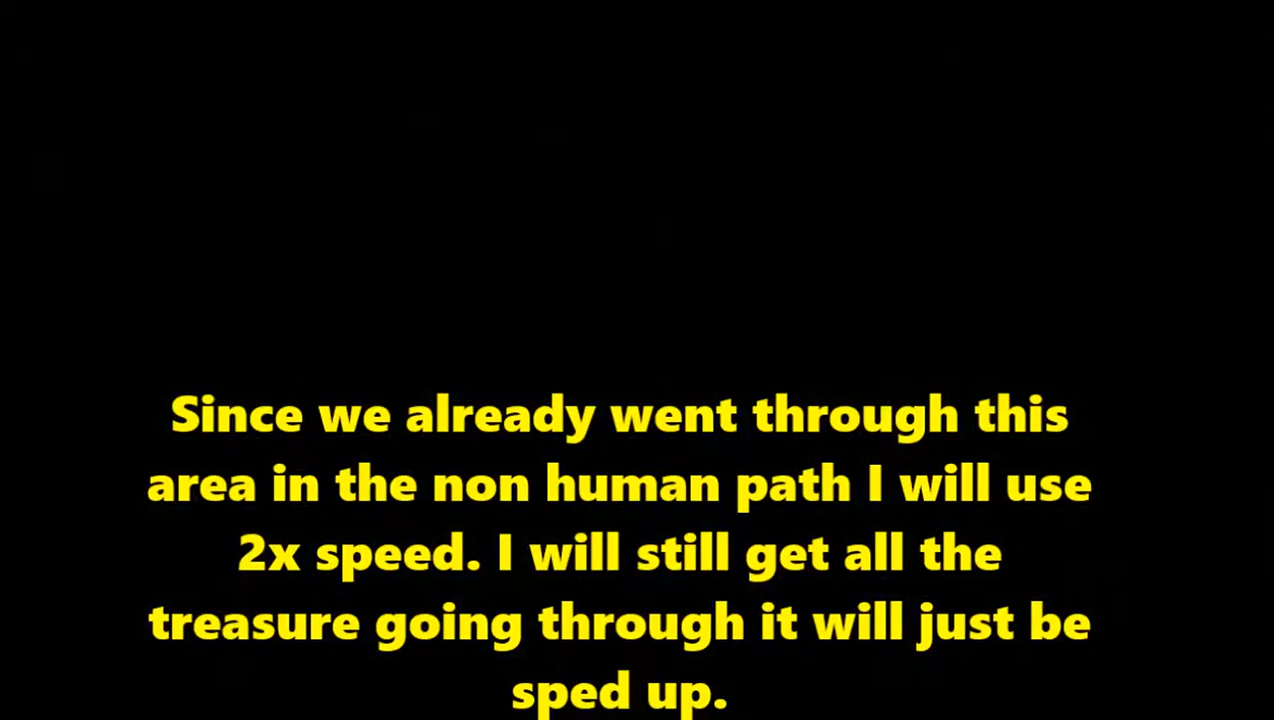 Since we already went through this
area in the non human path I will use
2x speed. I will still get all the
treasure going through it will just be
sped up.